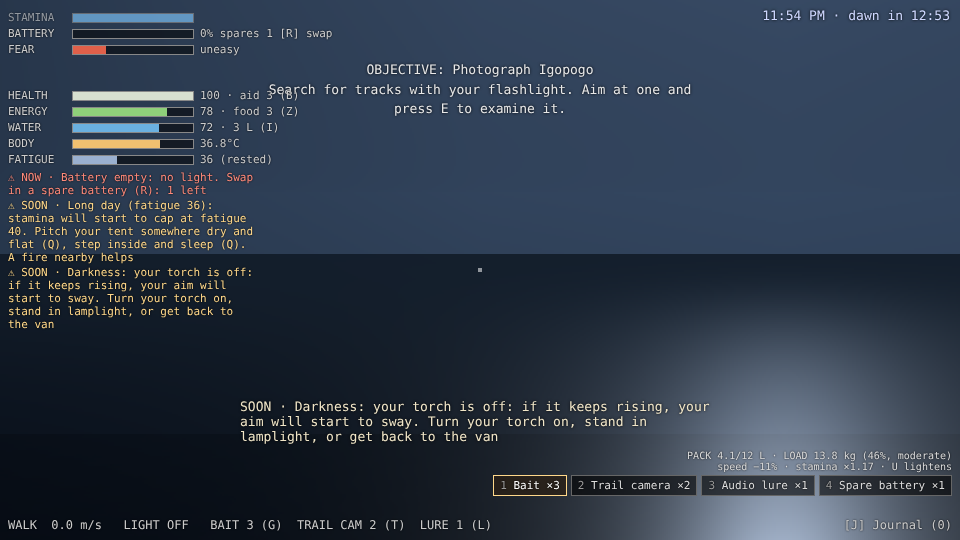 STAMINA
BATTERY 0% spares 1 [R] swap
FEAR uneasy
11:54 PM · dawn in 12:53
OBJECTIVE: Photograph Igopogo
Search for tracks with your flashlight. Aim at one and
press E to examine it.
HEALTH 100 · aid 3 (B)
ENERGY 78 · food 3 (Z)
WATER 72 · 3 L (I)
BODY 36.8°C
FATIGUE 36 (rested)
⚠ NOW · Battery empty: no light. Swap
in a spare battery (R): 1 left
⚠ SOON · Long day (fatigue 36):
stamina will start to cap at fatigue
40. Pitch your tent somewhere dry and
flat (Q), step inside and sleep (Q).
A fire nearby helps
⚠ SOON · Darkness: your torch is off:
if it keeps rising, your aim will
start to sway. Turn your torch on,
stand in lamplight, or get back to
the van
SOON · Darkness: your torch is off: if it keeps rising, your
aim will start to sway. Turn your torch on, stand in
lamplight, or get back to the van
PACK 4.1/12 L · LOAD 13.8 kg (46%, moderate)
speed −11% · stamina ×1.17 · U lightens
1 Bait ×3 2 Trail camera ×2 3 Audio lure ×1 4 Spare battery ×1
WALK 0.0 m/s LIGHT OFF BAIT 3 (G) TRAIL CAM 2 (T) LURE 1 (L) [J] Journal (0)